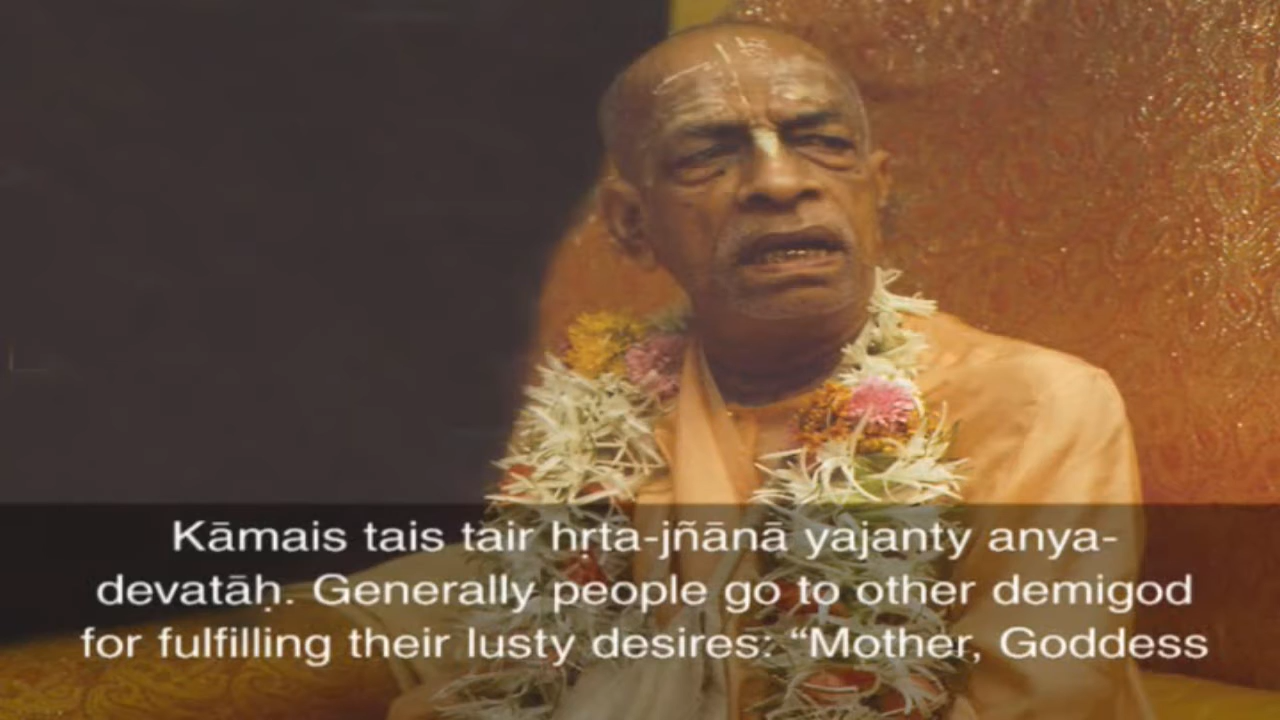 Kāmais tais tair hṛta-jñānā yajanty anya-
devatāḥ. Generally people go to other demigod
for fulfilling their lusty desires: “Mother, Goddess